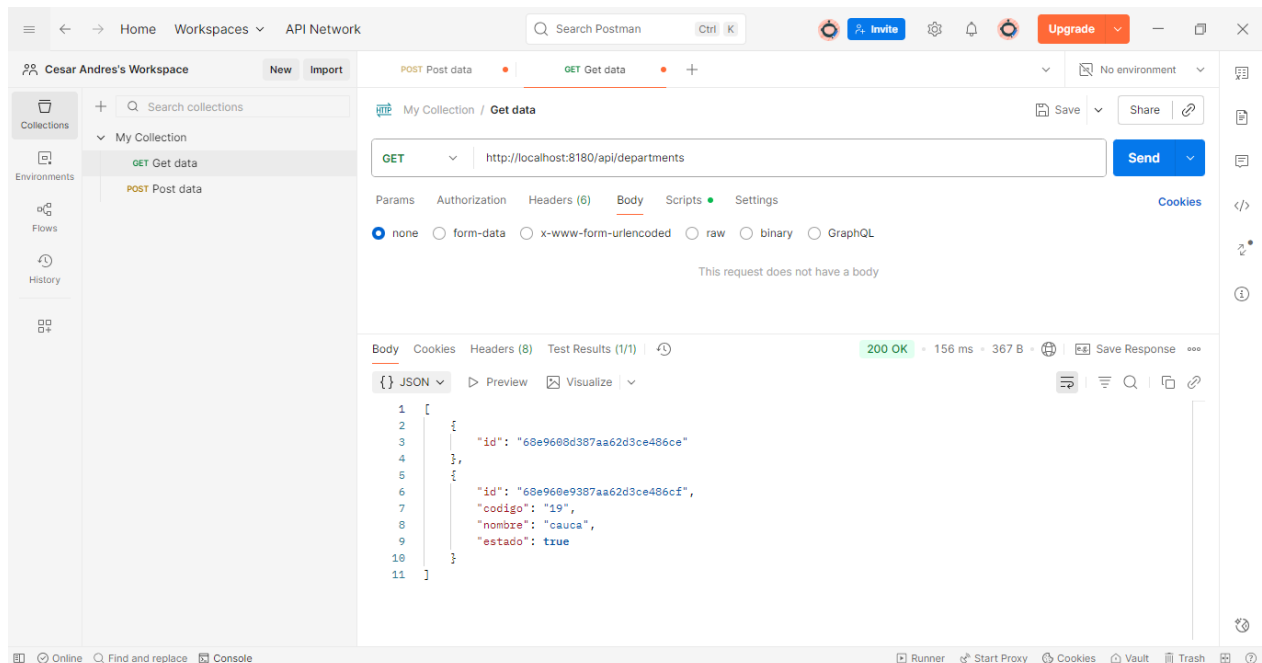 Home Workspaces API Network Search Postman Ctrl K Invite Upgrade
Cesar Andres's Workspace New Import POST Post data GET Get data No environment
Collections Search collections My Collection / Get data Save Share
My Collection
GET Get data GET http://localhost:8180/api/departments Send
Environments
POST Post data
Params Authorization Headers (6) Body Scripts Settings Cookies
Flows
none form-data x-www-form-urlencoded raw binary GraphQL
History
This request does not have a body
Body Cookies Headers (8) Test Results (1/1) 200 OK 156 ms 367 B e.g. Save Response
{} JSON Preview Visualize
1 [
2 {
3 "id": "68e9608d387aa62d3ce486ce"
4 },
5 {
6 "id": "68e960e9387aa62d3ce486cf",
7 "codigo": "19",
8 "nombre": "cauca",
9 "estado": true
10 }
11 ]
Online Find and replace Console Runner Start Proxy Cookies Vault Trash